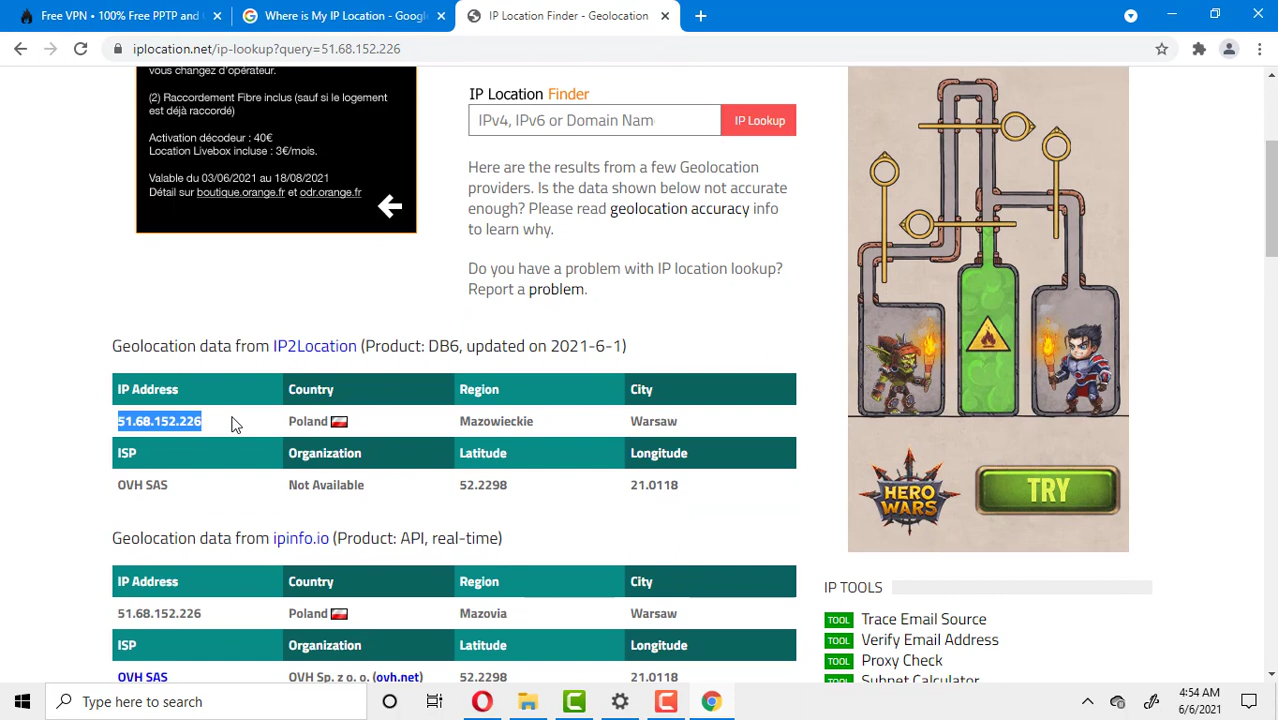 Free VPN • 100% Free PPTP and U
Where is My IP Location - Google
IP Location Finder - Geolocation
iplocation.net/ip-lookup?query=51.68.152.226
vous changez d'opérateur.
(2) Raccordement Fibre inclus (sauf si le logement
est déjà raccordé)
Activation décodeur : 40€
Location Livebox incluse : 3€/mois.
Valable du 03/06/2021 au 18/08/2021
Détail sur boutique.orange.fr et odr.orange.fr
IP Location Finder
IPv4, IPv6 or Domain Nam
IP Lookup
Here are the results from a few Geolocation
providers. Is the data shown below not accurate
enough? Please read geolocation accuracy info
to learn why.
Do you have a problem with IP location lookup?
Report a problem.
Geolocation data from IP2Location (Product: DB6, updated on 2021-6-1)
IP Address Country Region City
51.68.152.226 Poland Mazowieckie Warsaw
ISP Organization Latitude Longitude
OVH SAS Not Available 52.2298 21.0118
Geolocation data from ipinfo.io (Product: API, real-time)
IP Address Country Region City
51.68.152.226 Poland Mazovia Warsaw
ISP Organization Latitude Longitude
OVH SAS OVH Sp. z o. o. (ovh.net) 52.2298 21.0118
HERO
WARS
TRY
IP TOOLS
TOOL Trace Email Source
TOOL Verify Email Address
TOOL Proxy Check
TOOL Subnet Calculator
Type here to search
4:54 AM
6/6/2021